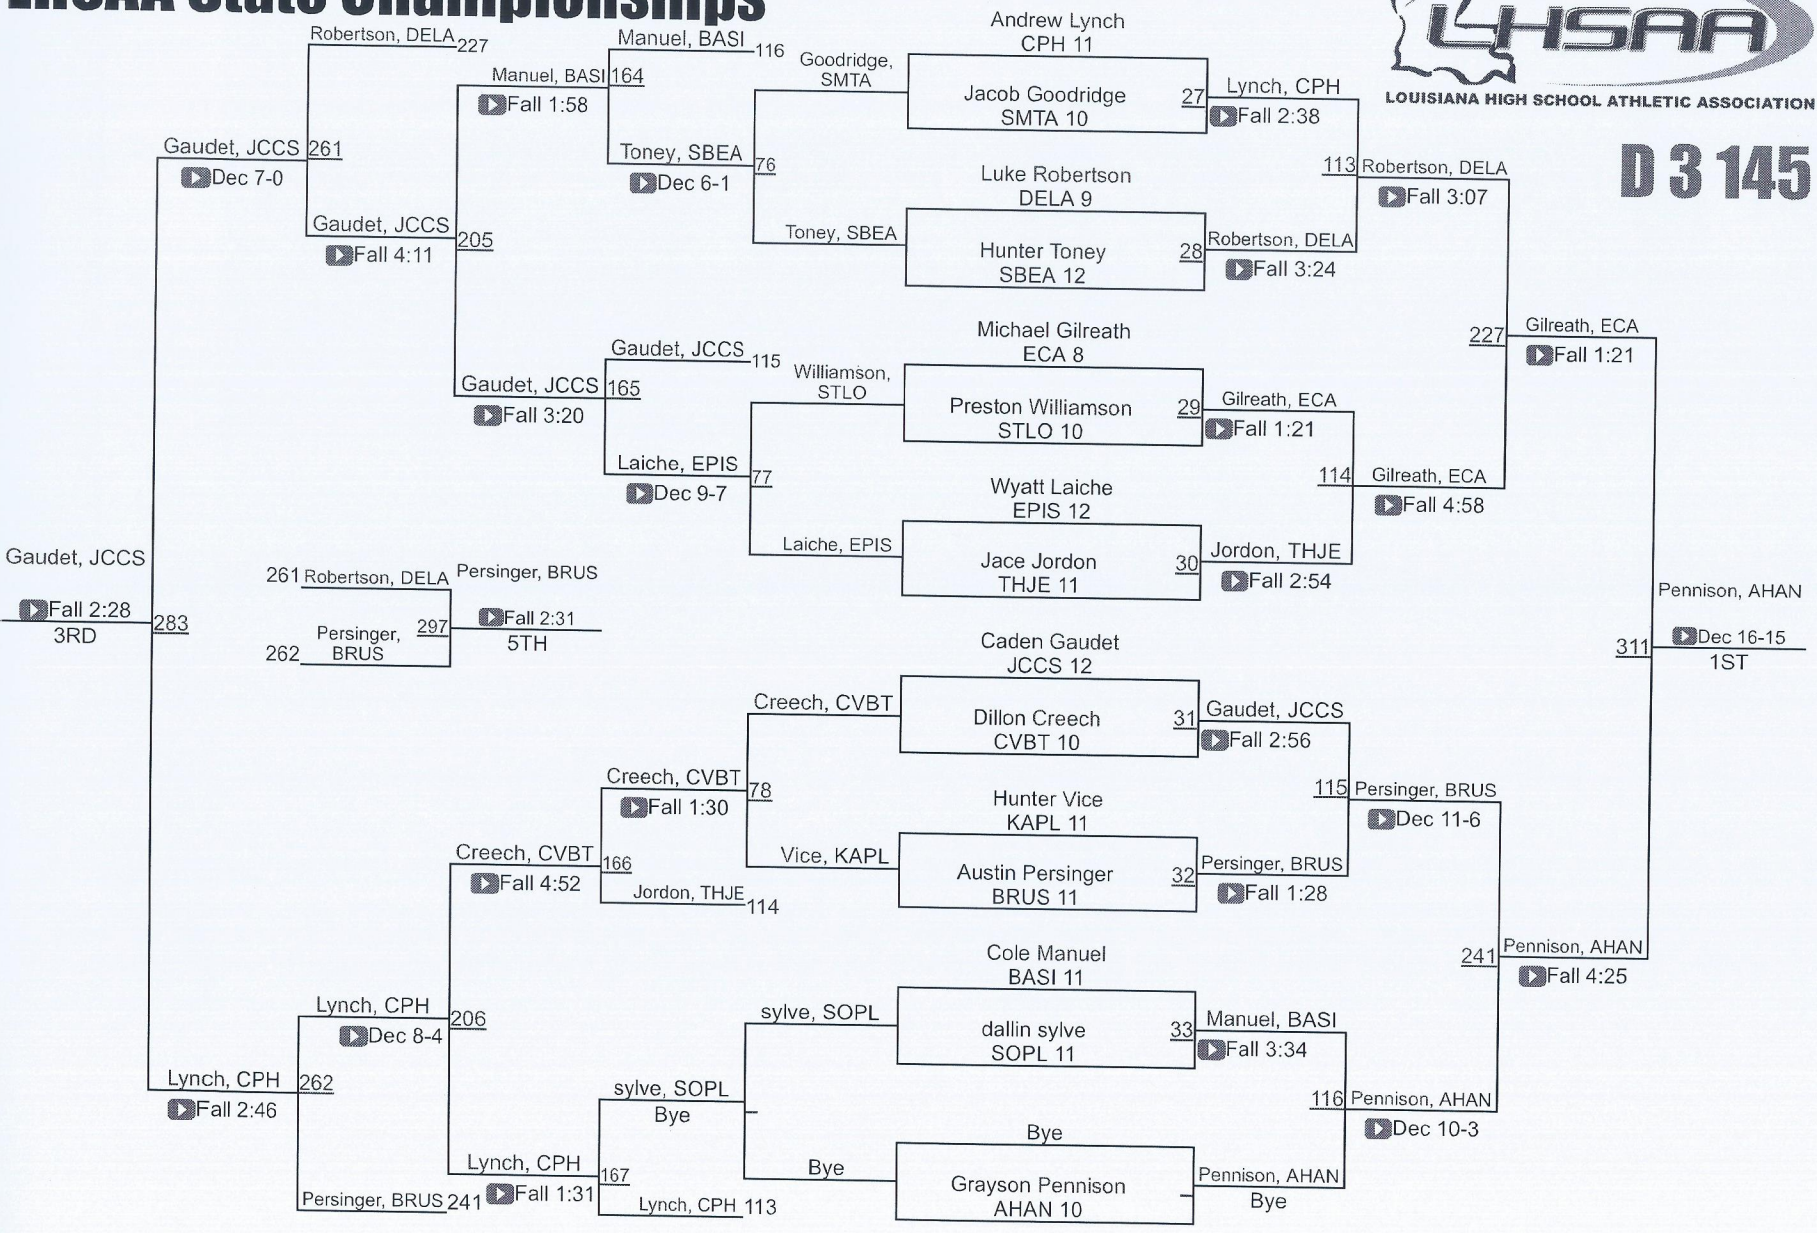 LHSAA State Championships
LHSAA
LOUISIANA HIGH SCHOOL ATHLETIC ASSOCIATION
D 3 145
Robertson, DELA 227
Manuel, BASI 164
Fall 1:58
Manuel, BASI 116
Gaudet, JCCS 261
Dec 7-0
Gaudet, JCCS 205
Fall 4:11
Toney, SBEA 76
Dec 6-1
Goodridge,
SMTA
Toney, SBEA
Gaudet, JCCS 115
Gaudet, JCCS 165
Fall 3:20
Laiche, EPIS 77
Dec 9-7
Williamson,
STLO
Laiche, EPIS
Gaudet, JCCS
Fall 2:28 283
3RD
261 Robertson, DELA
Persinger,
262 BRUS
297
Persinger, BRUS
Fall 2:31
5TH
Creech, CVBT
Creech, CVBT 78
Fall 1:30
Vice, KAPL
Creech, CVBT 166
Fall 4:52
Jordon, THJE 114
Lynch, CPH 206
Dec 8-4
Lynch, CPH 262
Fall 2:46
Persinger, BRUS 241
sylve, SOPL
sylve, SOPL
Bye
Bye
Lynch, CPH 167
Fall 1:31
Lynch, CPH 113
Andrew Lynch
CPH 11
Jacob Goodridge 27
SMTA 10
Luke Robertson
DELA 9
Hunter Toney 28
SBEA 12
Michael Gilreath
ECA 8
Preston Williamson 29
STLO 10
Wyatt Laiche
EPIS 12
Jace Jordon 30
THJE 11
Caden Gaudet
JCCS 12
Dillon Creech 31
CVBT 10
Hunter Vice
KAPL 11
Austin Persinger 32
BRUS 11
Cole Manuel
BASI 11
dallin sylve 33
SOPL 11
Bye
Grayson Pennison
AHAN 10
Lynch, CPH
Fall 2:38
113 Robertson, DELA
Fall 3:07
Robertson, DELA
Fall 3:24
Gilreath, ECA
Fall 1:21
114 Gilreath, ECA
Fall 4:58
Jordon, THJE
Fall 2:54
227 Gilreath, ECA
Fall 1:21
Gaudet, JCCS
Fall 2:56
115 Persinger, BRUS
Dec 11-6
Persinger, BRUS
Fall 1:28
Manuel, BASI
Fall 3:34
116 Pennison, AHAN
Dec 10-3
Pennison, AHAN
Bye
241 Pennison, AHAN
Fall 4:25
Pennison, AHAN
311 Dec 16-15
1ST